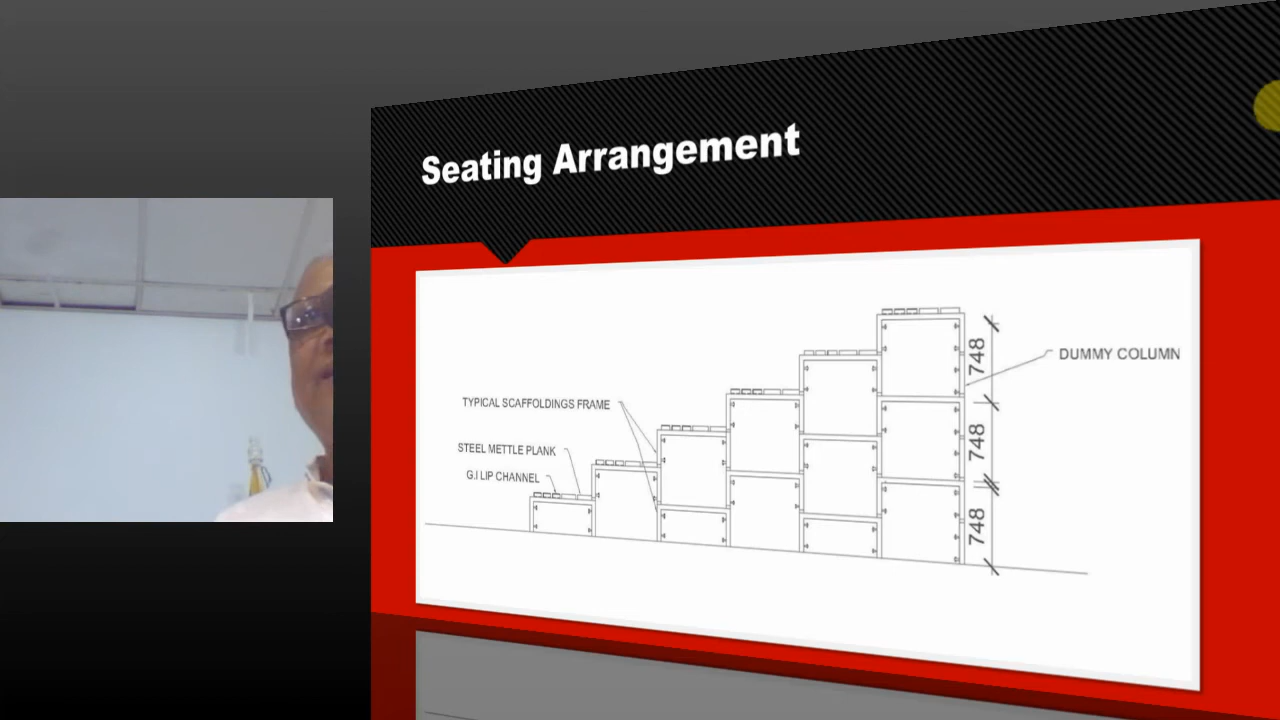 Seating Arrangement
748
DUMMY COLUMN
TYPICAL SCAFFOLDINGS FRAME
748
STEEL METTLE PLANK
G.I LIP CHANNEL
748